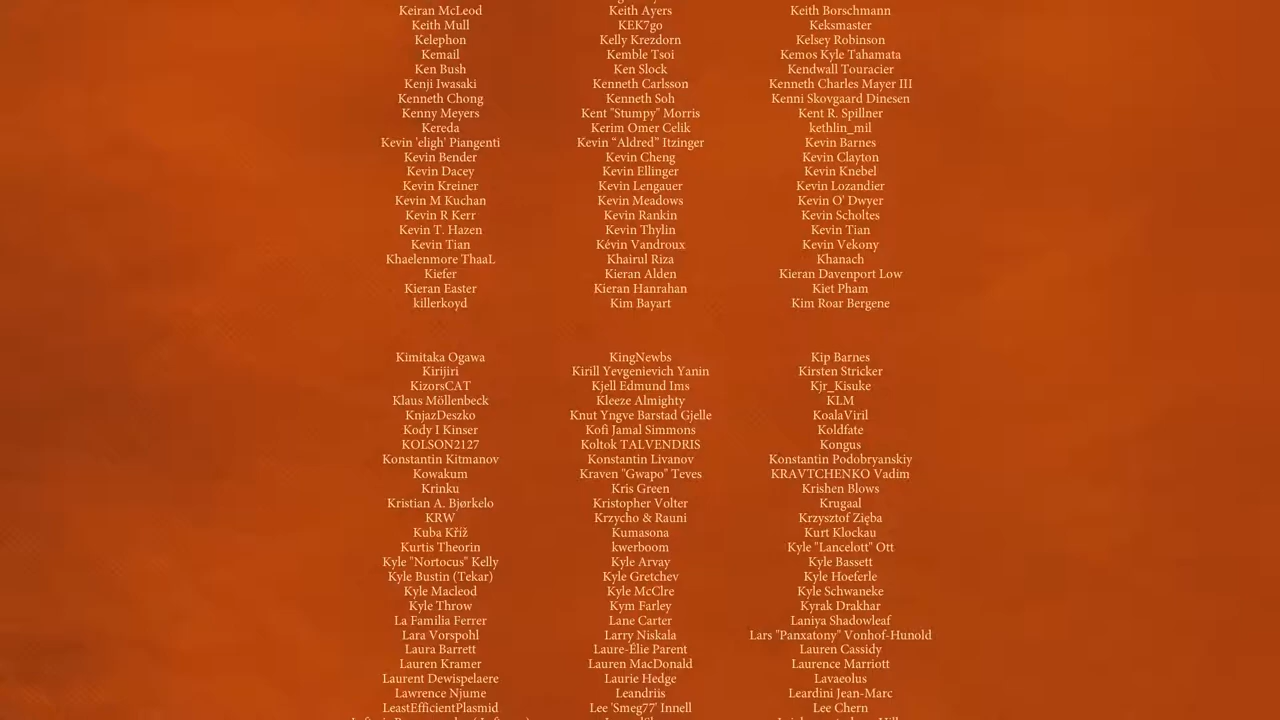 Keiran McLeod Keith Ayers Keith Borschmann
Keith Mull KEK7go Keksmaster
Kelephon Kelly Krezdorn Kelsey Robinson
Kemail Kemble Tsoi Kemos Kyle Tahamata
Ken Bush Ken Slock Kendwall Touracier
Kenji Iwasaki Kenneth Carlsson Kenneth Charles Mayer III
Kenneth Chong Kenneth Soh Kenni Skovgaard Dinesen
Kenny Meyers Kent "Stumpy" Morris Kent R. Spillner
Kereda Kerim Omer Celik kethlin_mil
Kevin 'eligh' Piangenti Kevin “Aldred” Itzinger Kevin Barnes
Kevin Bender Kevin Cheng Kevin Clayton
Kevin Dacey Kevin Ellinger Kevin Knebel
Kevin Kreiner Kevin Lengauer Kevin Lozandier
Kevin M Kuchan Kevin Meadows Kevin O' Dwyer
Kevin R Kerr Kevin Rankin Kevin Scholtes
Kevin T. Hazen Kevin Thylin Kevin Tian
Kevin Tian Kévin Vandroux Kevin Vekony
Khaelenmore ThaaL Khairul Riza Khanach
Kiefer Kieran Alden Kieran Davenport Low
Kieran Easter Kieran Hanrahan Kiet Pham
killerkoyd Kim Bayart Kim Roar Bergene
Kimitaka Ogawa KingNewbs Kip Barnes
Kirijiri Kirill Yevgenievich Yanin Kirsten Stricker
KizorsCAT Kjell Edmund Ims Kjr_Kisuke
Klaus Möllenbeck Kleeze Almighty KLM
KnjazDeszko Knut Yngve Barstad Gjelle KoalaViril
Kody I Kinser Kofi Jamal Simmons Koldfate
KOLSON2127 Koltok TALVENDRIS Kongus
Konstantin Kitmanov Konstantin Livanov Konstantin Podobryanskiy
Kowakum Kraven "Gwapo" Teves KRAVTCHENKO Vadim
Krinku Kris Green Krishen Blows
Kristian A. Bjørkelo Kristopher Volter Krugaal
KRW Krzycho & Rauni Krzysztof Zięba
Kuba Kříž Kumasona Kurt Klockau
Kurtis Theorin kwerboom Kyle "Lancelott" Ott
Kyle "Nortocus" Kelly Kyle Arvay Kyle Bassett
Kyle Bustin (Tekar) Kyle Gretchev Kyle Hoeferle
Kyle Macleod Kyle McClre Kyle Schwaneke
Kyle Throw Kym Farley Kyrak Drakhar
La Familia Ferrer Lane Carter Laniya Shadowleaf
Lara Vorspohl Larry Niskala Lars "Panxatony" Vonhof-Hunold
Laura Barrett Laure-Élie Parent Lauren Cassidy
Lauren Kramer Lauren MacDonald Laurence Marriott
Laurent Dewispelaere Laurie Hedge Lavaeolus
Lawrence Njume Leandriis Leardini Jean-Marc
LeastEfficientPlasmid Lee 'Smeg77' Innell Lee Chern